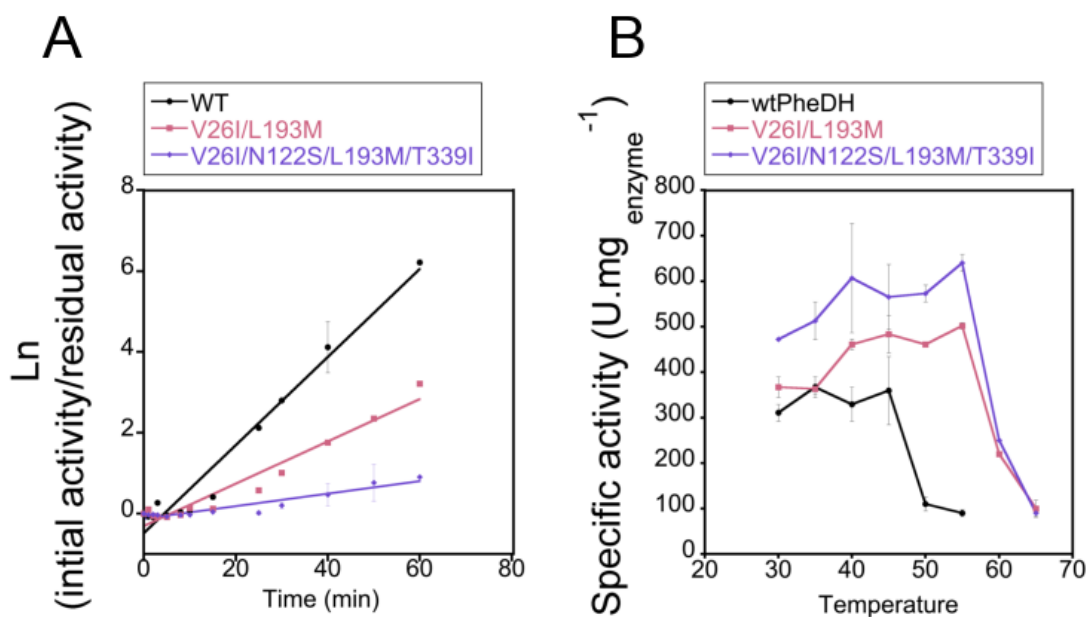 A
WT
V26I/L193M
V26I/N122S/L193M/T339I
Ln
(intial activity/residual activity)
8
6
4
2
0
0
20
40
60
80
Time (min)
B
wtPheDH
V26I/L193M
V26I/N122S/L193M/T339I
Specific activity (U.mg enzyme -1)
800
700
600
500
400
300
200
100
0
20
30
40
50
60
70
Temperature